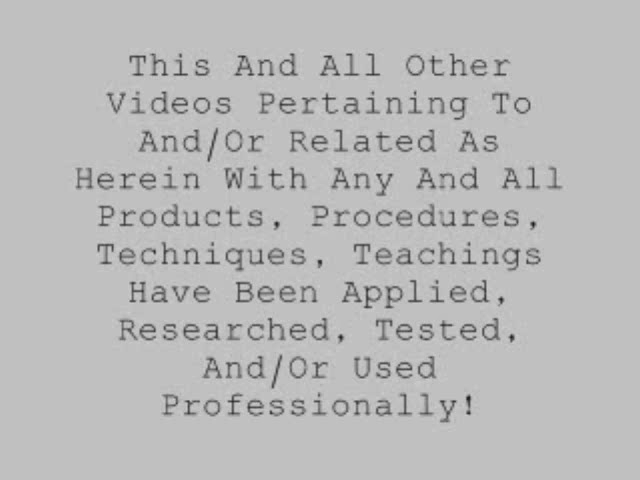 This And All Other
Videos Pertaining To
And/Or Related As
Herein With Any And All
Products, Procedures,
Techniques, Teachings
Have Been Applied,
Researched, Tested,
And/Or Used
Professionally!